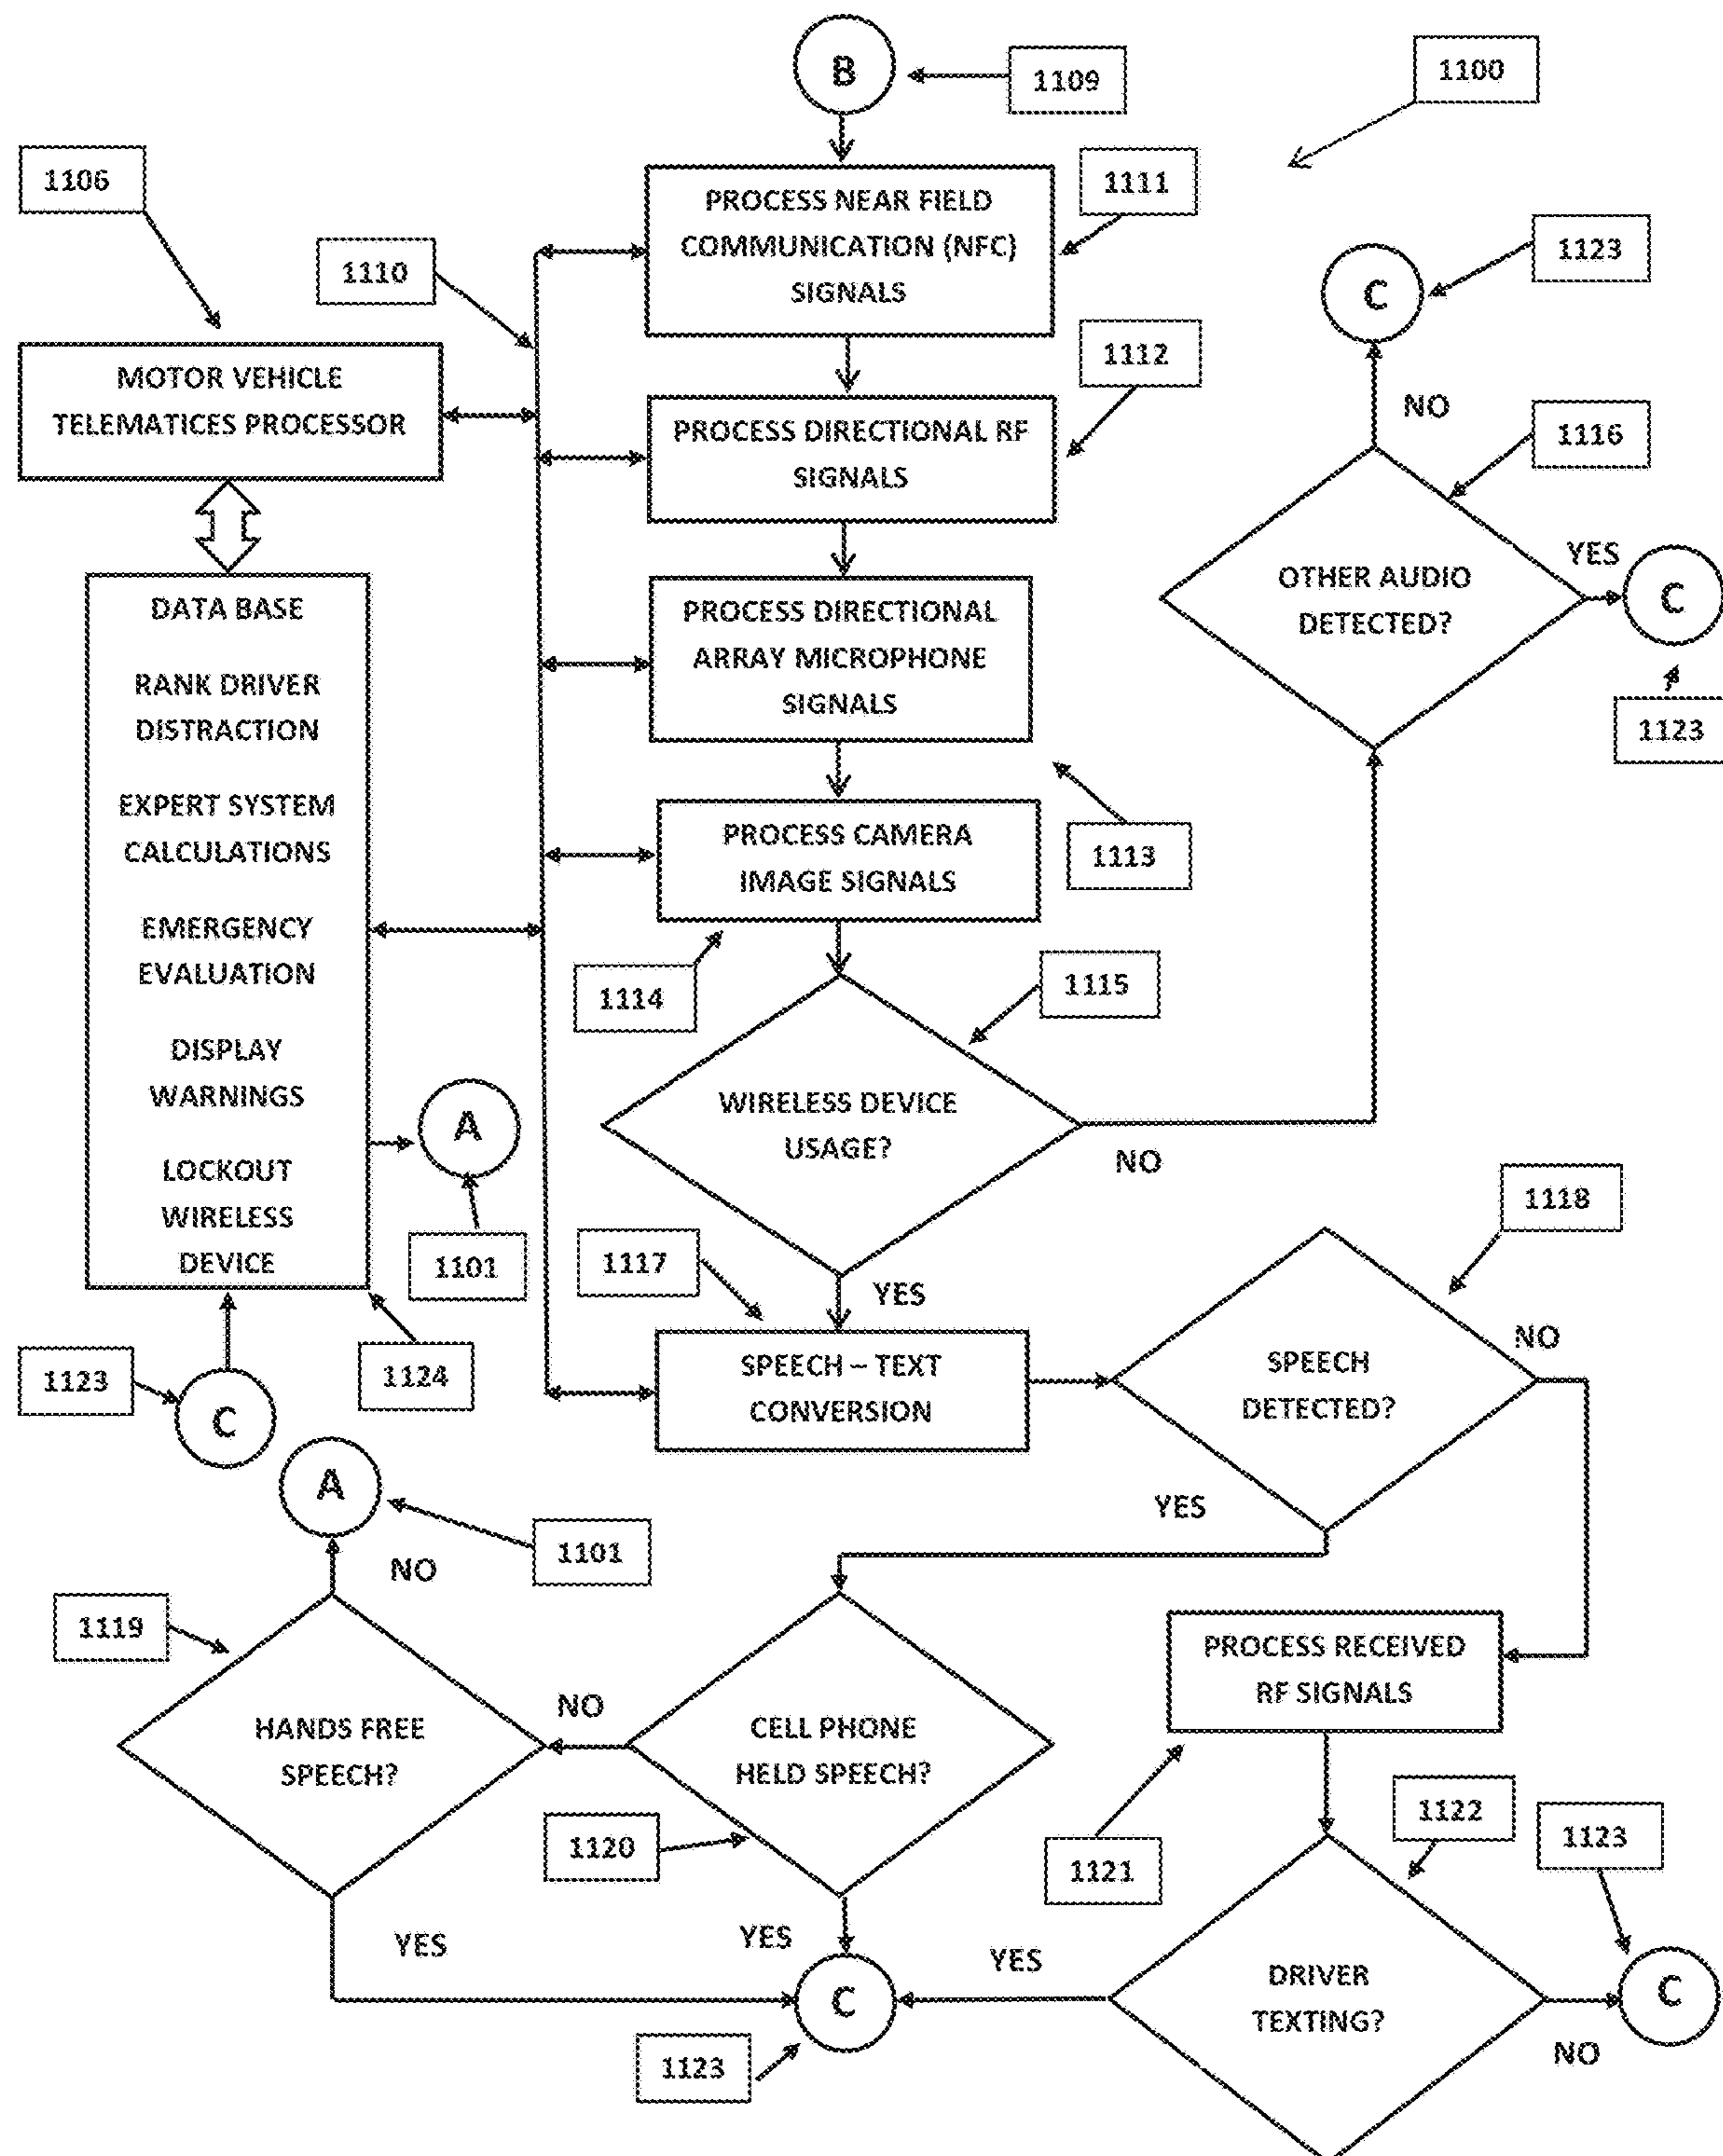 B
1109
1100
1106
1110
PROCESS NEAR FIELD
COMMUNICATION (NFC)
SIGNALS
1111
C
1123
MOTOR VEHICLE
TELEMATICES PROCESSOR
1112
PROCESS DIRECTIONAL RF
SIGNALS
NO
1116
OTHER AUDIO
DETECTED?
YES
C
1123
DATA BASE
RANK DRIVER
DISTRACTION
EXPERT SYSTEM
CALCULATIONS
EMERGENCY
EVALUATION
DISPLAY
WARNINGS
LOCKOUT
WIRELESS
DEVICE
PROCESS DIRECTIONAL
ARRAY MICROPHONE
SIGNALS
1113
PROCESS CAMERA
IMAGE SIGNALS
1114
1115
WIRELESS DEVICE
USAGE?
NO
A
1101
1117
YES
1118
SPEECH – TEXT
CONVERSION
SPEECH
DETECTED?
NO
YES
1123
C
1124
A
1101
NO
1119
HANDS FREE
SPEECH?
NO
CELL PHONE
HELD SPEECH?
1120
PROCESS RECEIVED
RF SIGNALS
1121
1122
1123
YES
YES
C
1123
YES
DRIVER
TEXTING?
NO
C